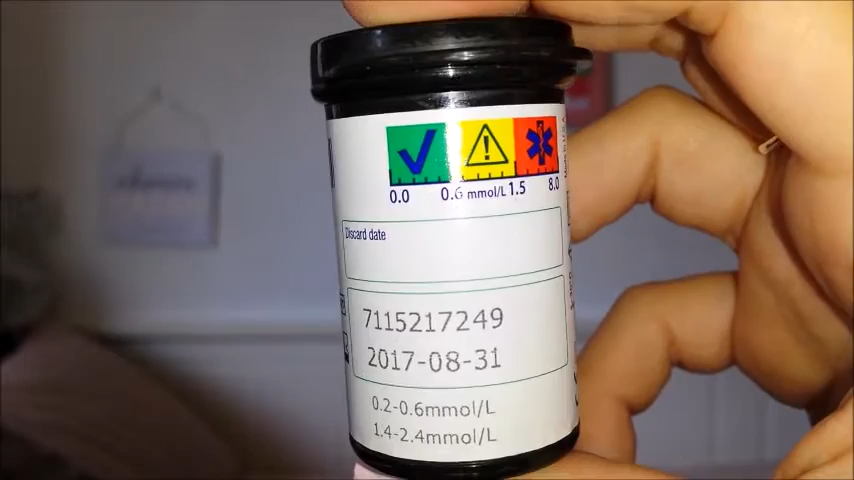 0.0 0.6 mmol/L 1.5 8.0
Discard date
7115217249
2017-08-31
0.2-0.6mmol/L
1.4-2.4mmol/L